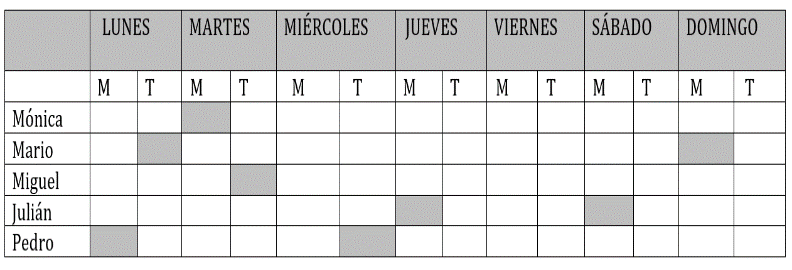 LUNES MARTES MIÉRCOLES JUEVES VIERNES SÁBADO DOMINGO
M T M T M T M T M T M T M T
Mónica
Mario
Miguel
Julián
Pedro